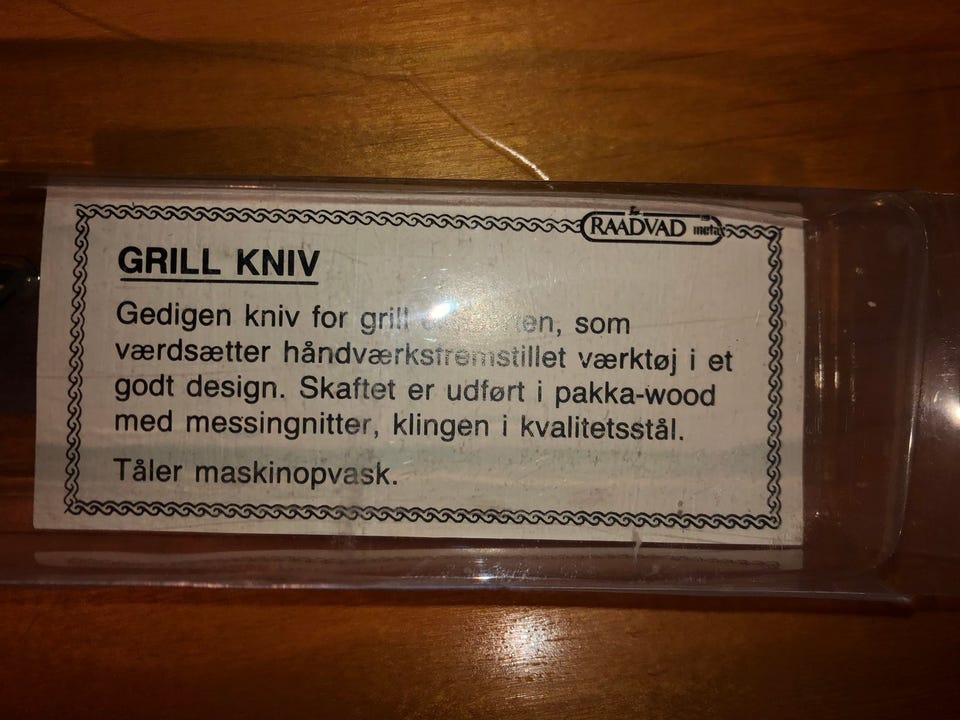 RAADVAD metal
GRILL KNIV
Gedigen kniv for grill som
værdsætter håndværksfremstillet værktøj i et
godt design. Skaftet er udført i pakka-wood
med messingnitter, klingen i kvalitetsstål.
Tåler maskinopvask.